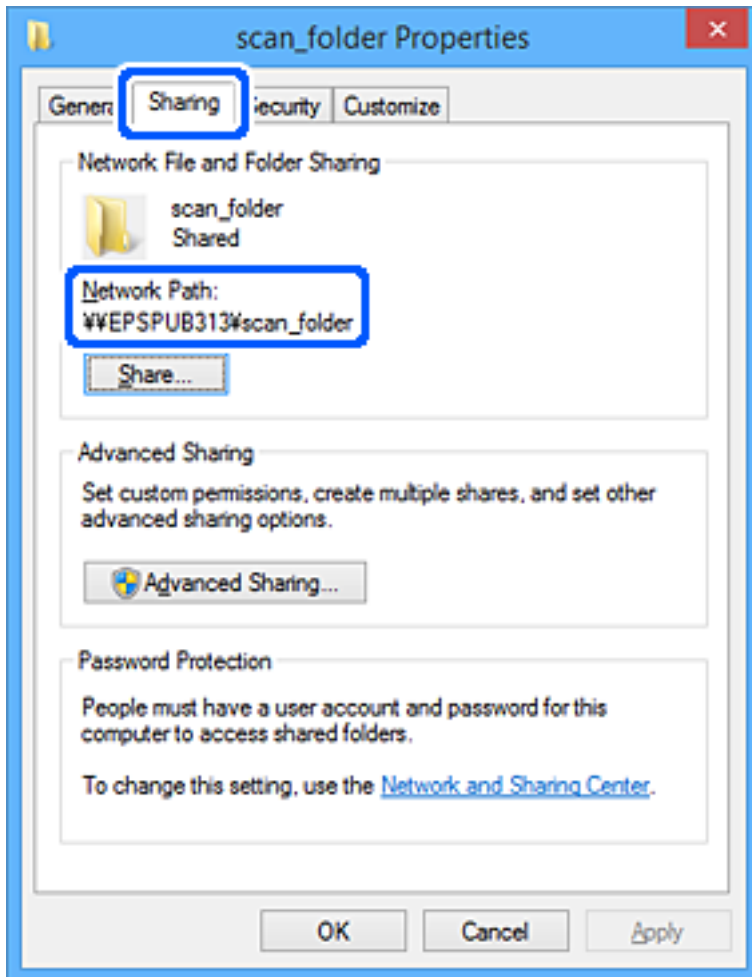 scan_folder Properties
General Sharing Security Customize
Network File and Folder Sharing
scan_folder
Shared
Network Path:
¥¥EPSPUB313¥scan_folder
Share...
Advanced Sharing
Set custom permissions, create multiple shares, and set other
advanced sharing options.
Advanced Sharing...
Password Protection
People must have a user account and password for this
computer to access shared folders.
To change this setting, use the Network and Sharing Center.
OK Cancel Apply